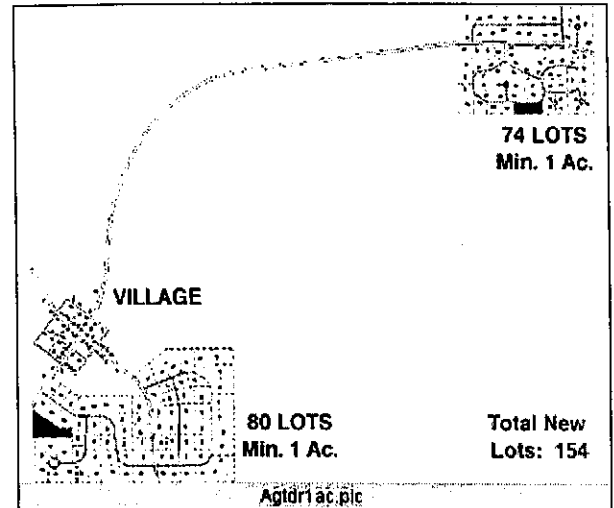 74 LOTS
Min. 1 Ac.
VILLAGE
80 LOTS
Min. 1 Ac.
Total New
Lots: 154
Agtdr1ac.pic